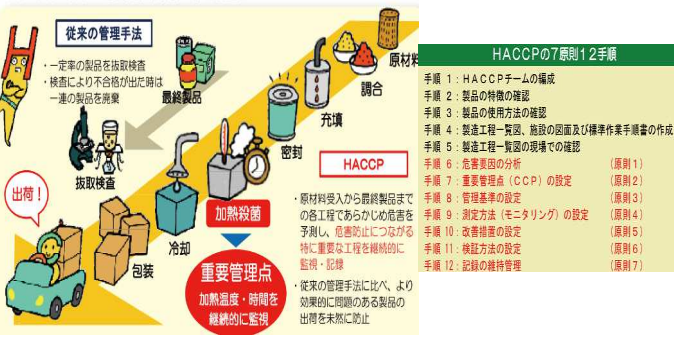 従来の管理手法
・一定率の製品を抜取検査
・検査により不合格が出た時は
一連の製品を廃棄
最終製品
抜取検査
出荷！
包装
冷却
加熱殺菌
密封
充填
調合
原材料
重要管理点
加熱温度・時間を
継続的に監視
HACCP
・原材料受入から最終製品まで
の各工程であらかじめ危害を
予測し、危害防止につながる
特に重要な工程を継続的に
監視・記録
・従来の管理手法に比べ、より
効果的に問題のある製品の
出荷を未然に防止
HACCPの7原則12手順
手順 1：HACCPチームの編成
手順 2：製品の特徴の確認
手順 3：製品の使用方法の確認
手順 4：製造工程一覧図、施設の図面及び標準作業手順書の作成
手順 5：製造工程一覧図の現場での確認
手順 6：危害要因の分析 （原則1）
手順 7：重要管理点（CCP）の設定 （原則2）
手順 8：管理基準の設定 （原則3）
手順 9：測定方法（モニタリング）の設定 （原則4）
手順 10：改善措置の設定 （原則5）
手順 11：検証方法の設定 （原則6）
手順 12：記録の維持管理 （原則7）